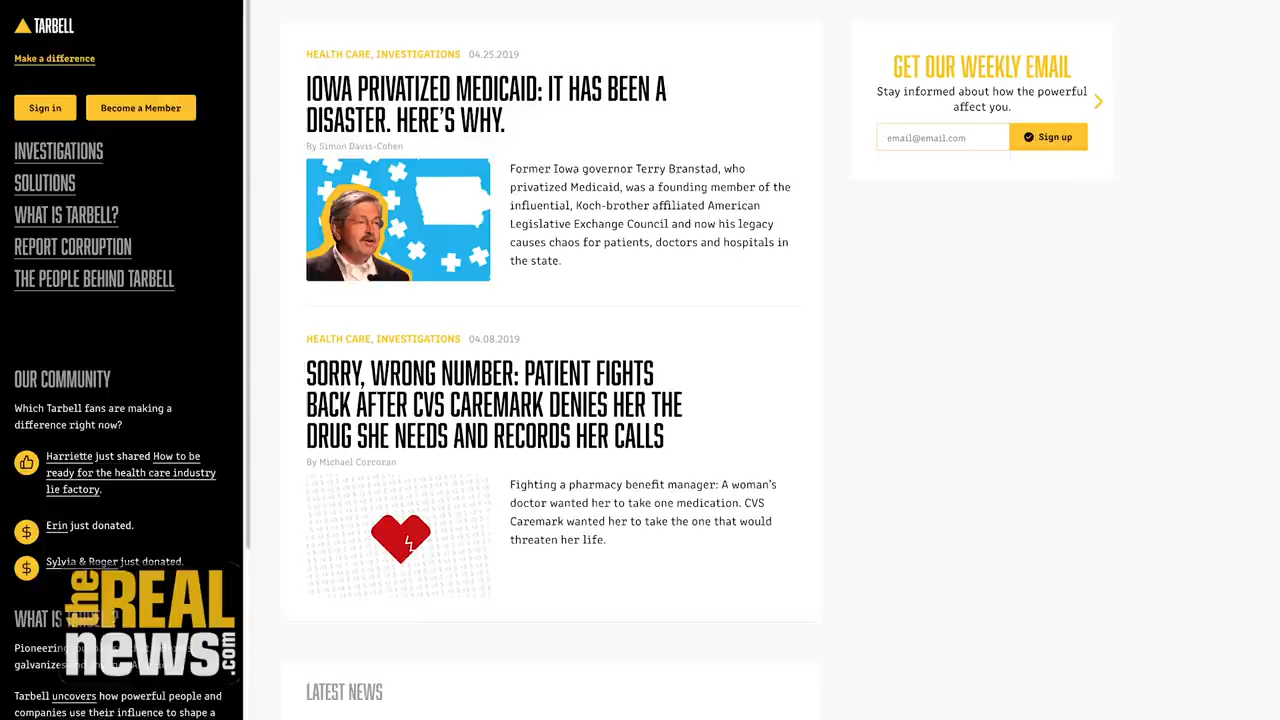 TARBELL
Make a difference
Sign in
Become a Member
INVESTIGATIONS
SOLUTIONS
WHAT IS TARBELL?
REPORT CORRUPTION
THE PEOPLE BEHIND TARBELL
OUR COMMUNITY
Which Tarbell fans are making a
difference right now?
Harriette just shared How to be
ready for the health care industry
lie factory.
Erin just donated.
Sylvia & Roger just donated.
WHAT IS
Pioneering
galvanizes
Tarbell uncovers how powerful people and
companies use their influence to shape a
the REAL
news.com
HEALTH CARE, INVESTIGATIONS 04.25.2019
IOWA PRIVATIZED MEDICAID: IT HAS BEEN A
DISASTER. HERE'S WHY.
By Simon Davis-Cohen
Former Iowa governor Terry Branstad, who
privatized Medicaid, was a founding member of the
influential, Koch-brother affiliated American
Legislative Exchange Council and now his legacy
causes chaos for patients, doctors and hospitals in
the state.
HEALTH CARE, INVESTIGATIONS 04.08.2019
SORRY, WRONG NUMBER: PATIENT FIGHTS
BACK AFTER CVS CAREMARK DENIES HER THE
DRUG SHE NEEDS AND RECORDS HER CALLS
By Michael Corcoran
Fighting a pharmacy benefit manager: A woman's
doctor wanted her to take one medication. CVS
Caremark wanted her to take the one that would
threaten her life.
LATEST NEWS
GET OUR WEEKLY EMAIL
Stay informed about how the powerful
affect you.
email@email.com
Sign up